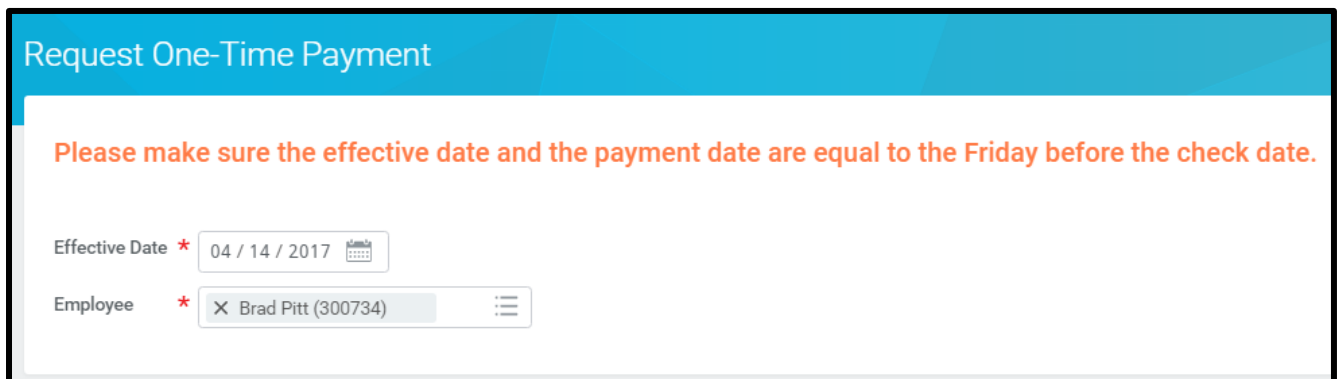 Request One-Time Payment
Please make sure the effective date and the payment date are equal to the Friday before the check date.
Effective Date * 04 / 14 / 2017
Employee * × Brad Pitt (300734)